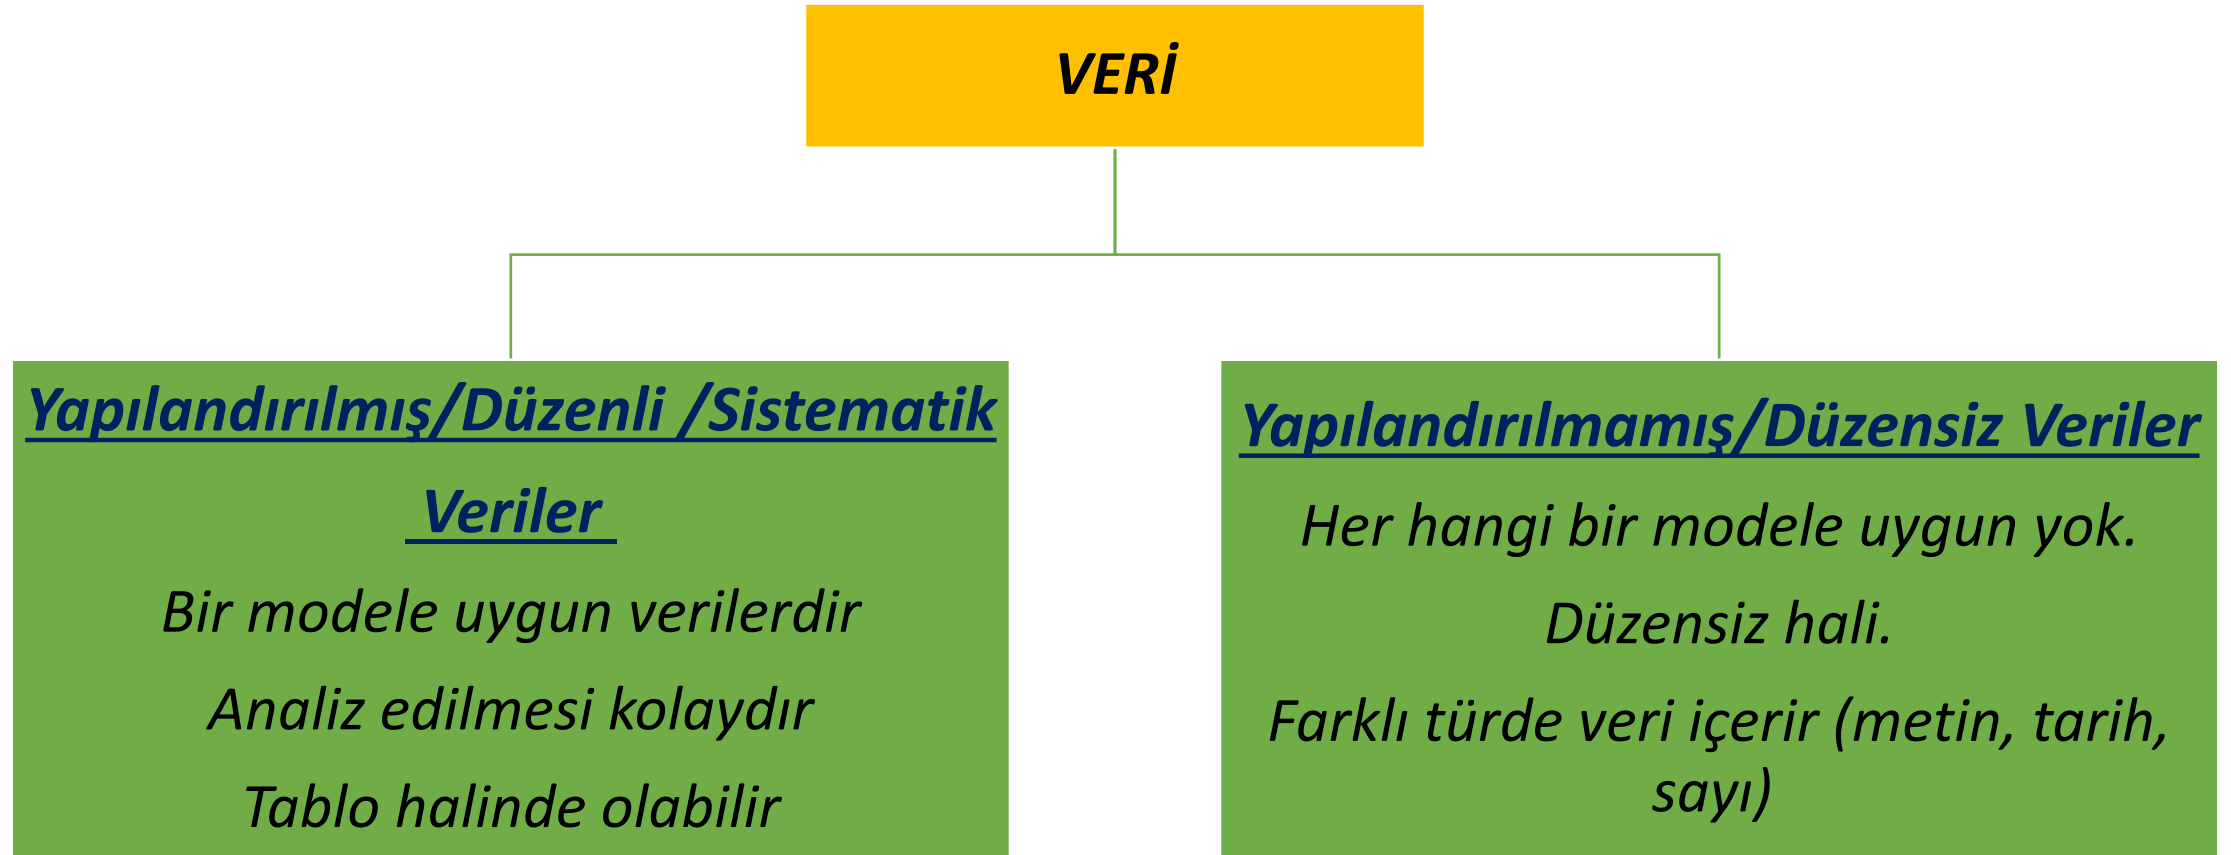 VERİ
Yapılandırılmış/Düzenli /Sistematik
Veriler
Bir modele uygun verilerdir
Analiz edilmesi kolaydır
Tablo halinde olabilir
Yapılandırılmamış/Düzensiz Veriler
Her hangi bir modele uygun yok.
Düzensiz hali.
Farklı türde veri içerir (metin, tarih,
sayı)